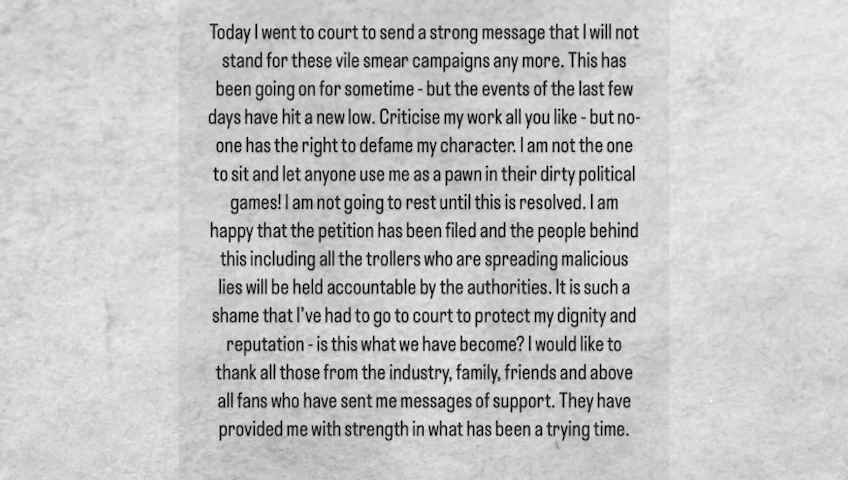 Today I went to court to send a strong message that I will not
stand for these vile smear campaigns any more. This has
been going on for sometime - but the events of the last few
days have hit a new low. Criticise my work all you like - but no-
one has the right to defame my character. I am not the one
to sit and let anyone use me as a pawn in their dirty political
games! I am not going to rest until this is resolved. I am
happy that the petition has been filed and the people behind
this including all the trollers who are spreading malicious
lies will be held accountable by the authorities. It is such a
shame that I've had to go to court to protect my dignity and
reputation - is this what we have become? I would like to
thank all those from the industry, family, friends and above
all fans who have sent me messages of support. They have
provided me with strength in what has been a trying time.